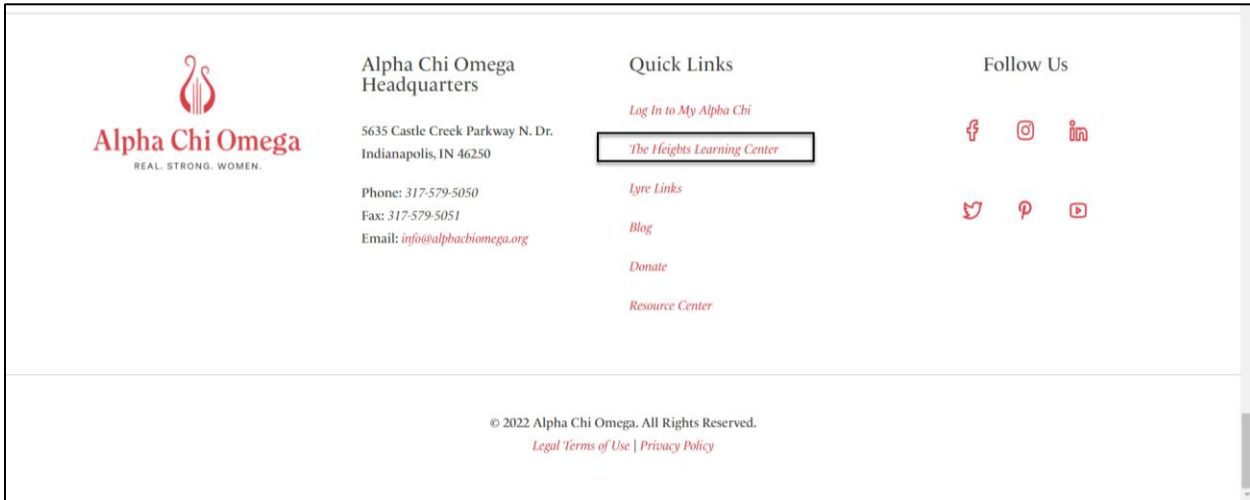 Alpha Chi Omega
REAL. STRONG. WOMEN.
Alpha Chi Omega
Headquarters
5635 Castle Creek Parkway N. Dr.
Indianapolis, IN 46250
Phone: 317-579-5050
Fax: 317-579-5051
Email: info@alphachiomega.org
Quick Links
Log In to My Alpha Chi
The Heights Learning Center
Lyre Links
Blog
Donate
Resource Center
Follow Us
© 2022 Alpha Chi Omega. All Rights Reserved.
Legal Terms of Use | Privacy Policy